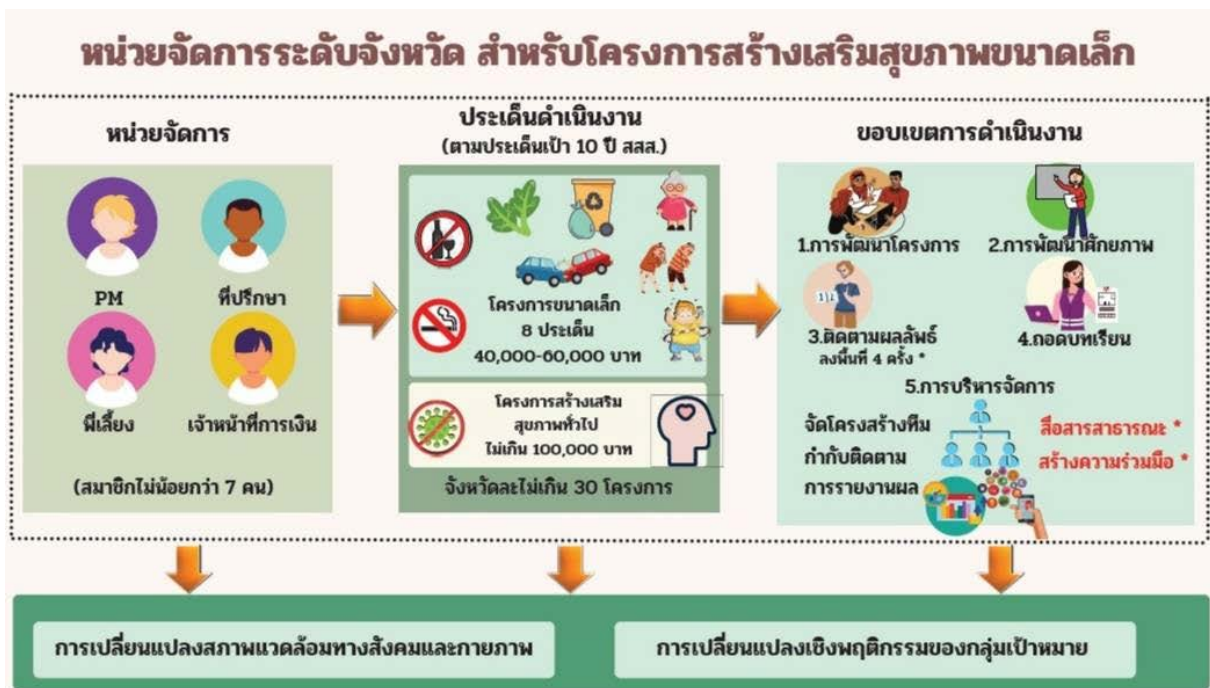 หน่วยจัดการระดับจังหวัด สำหรับโครงการสร้างเสริมสุขภาพขนาดเล็ก
หน่วยจัดการ
PM
ที่ปรึกษา
พี่เลี้ยง
เจ้าหน้าที่การเงิน
(สมาชิกไม่น้อยกว่า 7 คน)
ประเด็นดำเนินงาน
(ตามประเด็นเป้า 10 ปี สสส.)
โครงการขนาดเล็ก
8 ประเด็น
40,000-60,000 บาท
โครงการสร้างเสริม
สุขภาพทั่วไป
ไม่เกิน 100,000 บาท
จังหวัดละไม่เกิน 30 โครงการ
ขอบเขตการดำเนินงาน
1.การพัฒนาโครงการ
2.การพัฒนาศักยภาพ
3.ติดตามผลลัพธ์
ลงพื้นที่ 4 ครั้ง *
4.ถอดบทเรียน
5.การบริหารจัดการ
จัดโครงสร้างทีม
กำกับติดตาม
การรายงานผล
สื่อสารสาธารณะ *
สร้างความร่วมมือ *
การเปลี่ยนแปลงสภาพแวดล้อมทางสังคมและกายภาพ
การเปลี่ยนแปลงเชิงพฤติกรรมของกลุ่มเป้าหมาย